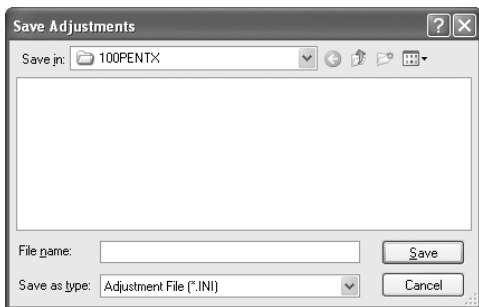 Save Adjustments
Save in: 100PENTX
File name: Save
Save as type: Adjustment File (*.INI) Cancel